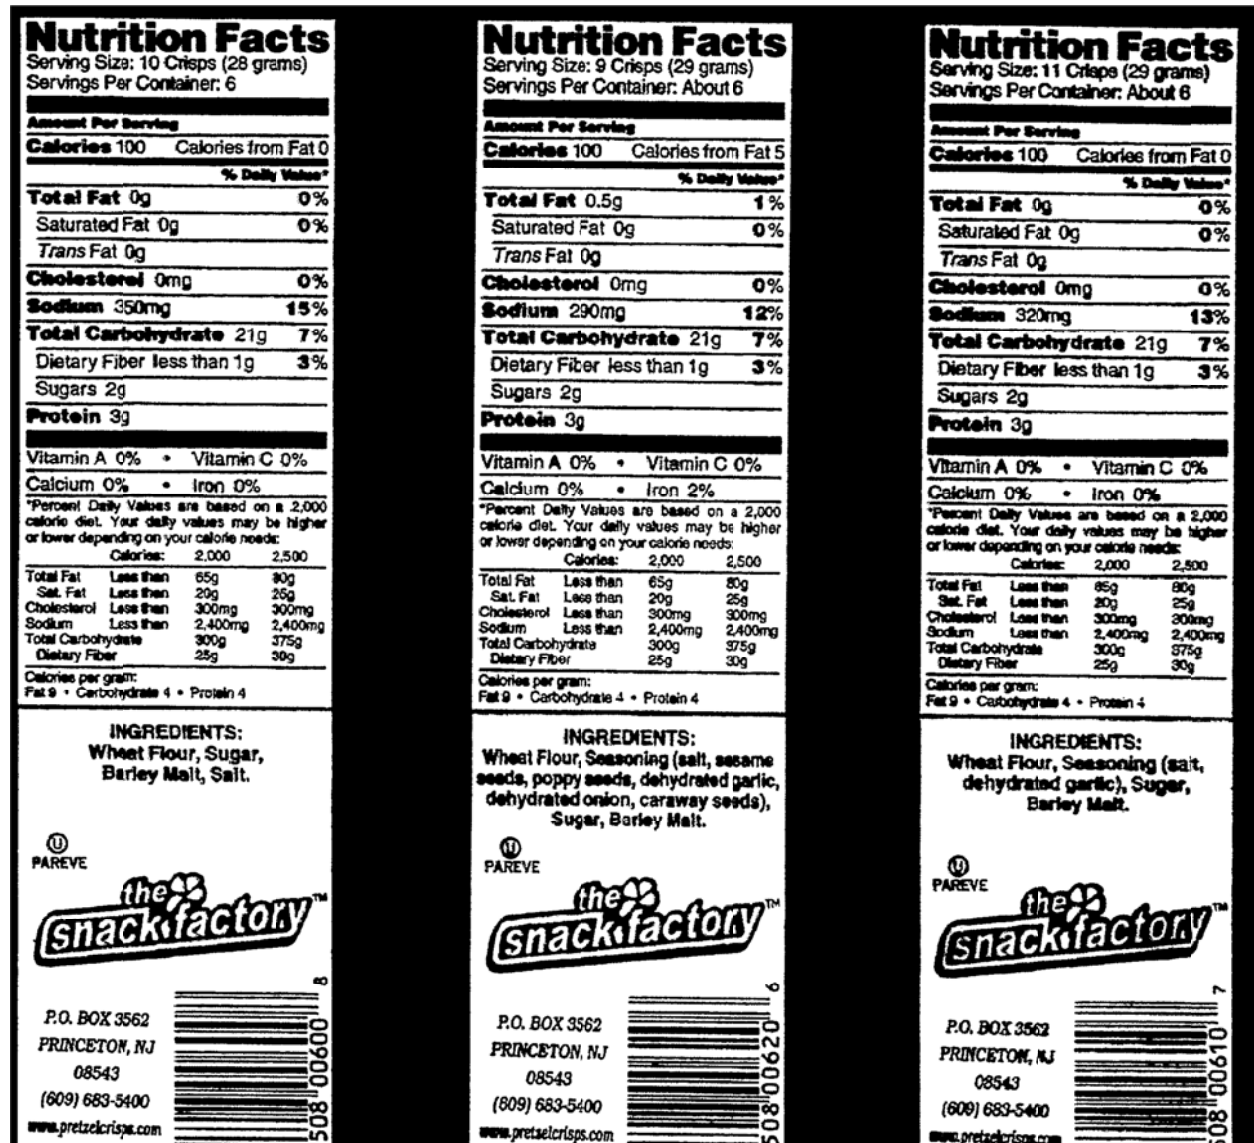 Nutrition Facts
Serving Size: 10 Crisps (28 grams)
Servings Per Container: 6
Amount Per Serving
Calories 100 Calories from Fat 0
% Daily Value*
Total Fat 0g 0%
Saturated Fat 0g 0%
Trans Fat 0g
Cholesterol 0mg 0%
Sodium 350mg 15%
Total Carbohydrate 21g 7%
Dietary Fiber less than 1g 3%
Sugars 2g
Protein 3g
Vitamin A 0% • Vitamin C 0%
Calcium 0% • Iron 0%
*Percent Daily Values are based on a 2,000
calorie diet. Your daily values may be higher
or lower depending on your calorie needs:
Calories: 2,000 2,500
Total Fat Less than 65g 80g
Sat. Fat Less than 20g 25g
Cholesterol Less than 300mg 300mg
Sodium Less than 2,400mg 2,400mg
Total Carbohydrate 300g 375g
Dietary Fiber 25g 30g
Calories per gram:
Fat 9 • Carbohydrate 4 • Protein 4
INGREDIENTS:
Wheat Flour, Sugar,
Barley Malt, Salt.
U
PAREVE
the
snack factory™
P.O. BOX 3562
PRINCETON, NJ
08543
(609) 683-5400
www.pretzelcrisps.com
508 00600 8
Nutrition Facts
Serving Size: 9 Crisps (29 grams)
Servings Per Container: About 6
Amount Per Serving
Calories 100 Calories from Fat 5
% Daily Value*
Total Fat 0.5g 1%
Saturated Fat 0g 0%
Trans Fat 0g
Cholesterol 0mg 0%
Sodium 290mg 12%
Total Carbohydrate 21g 7%
Dietary Fiber less than 1g 3%
Sugars 2g
Protein 3g
Vitamin A 0% • Vitamin C 0%
Calcium 0% • Iron 2%
*Percent Daily Values are based on a 2,000
calorie diet. Your daily values may be higher
or lower depending on your calorie needs:
Calories: 2,000 2,500
Total Fat Less than 65g 80g
Sat. Fat Less than 20g 25g
Cholesterol Less than 300mg 300mg
Sodium Less than 2,400mg 2,400mg
Total Carbohydrate 300g 375g
Dietary Fiber 25g 30g
Calories per gram:
Fat 9 • Carbohydrate 4 • Protein 4
INGREDIENTS:
Wheat Flour, Seasoning (salt, sesame
seeds, poppy seeds, dehydrated garlic,
dehydrated onion, caraway seeds),
Sugar, Barley Malt.
U
PAREVE
the
snack factory™
P.O. BOX 3562
PRINCETON, NJ
08543
(609) 683-5400
www.pretzelcrisps.com
508 00620 6
Nutrition Facts
Serving Size: 11 Crisps (29 grams)
Servings Per Container: About 6
Amount Per Serving
Calories 100 Calories from Fat 0
% Daily Value*
Total Fat 0g 0%
Saturated Fat 0g 0%
Trans Fat 0g
Cholesterol 0mg 0%
Sodium 320mg 13%
Total Carbohydrate 21g 7%
Dietary Fiber less than 1g 3%
Sugars 2g
Protein 3g
Vitamin A 0% • Vitamin C 0%
Calcium 0% • Iron 0%
*Percent Daily Values are based on a 2,000
calorie diet. Your daily values may be higher
or lower depending on your calorie needs:
Calories: 2,000 2,500
Total Fat Less than 65g 80g
Sat. Fat Less than 20g 25g
Cholesterol Less than 300mg 300mg
Sodium Less than 2,400mg 2,400mg
Total Carbohydrate 300g 375g
Dietary Fiber 25g 30g
Calories per gram:
Fat 9 • Carbohydrate 4 • Protein 4
INGREDIENTS:
Wheat Flour, Seasoning (salt,
dehydrated garlic), Sugar,
Barley Malt.
U
PAREVE
the
snack factory™
P.O. BOX 3562
PRINCETON, NJ
08543
(609) 683-5400
www.pretzelcrisps.com
508 00610 7